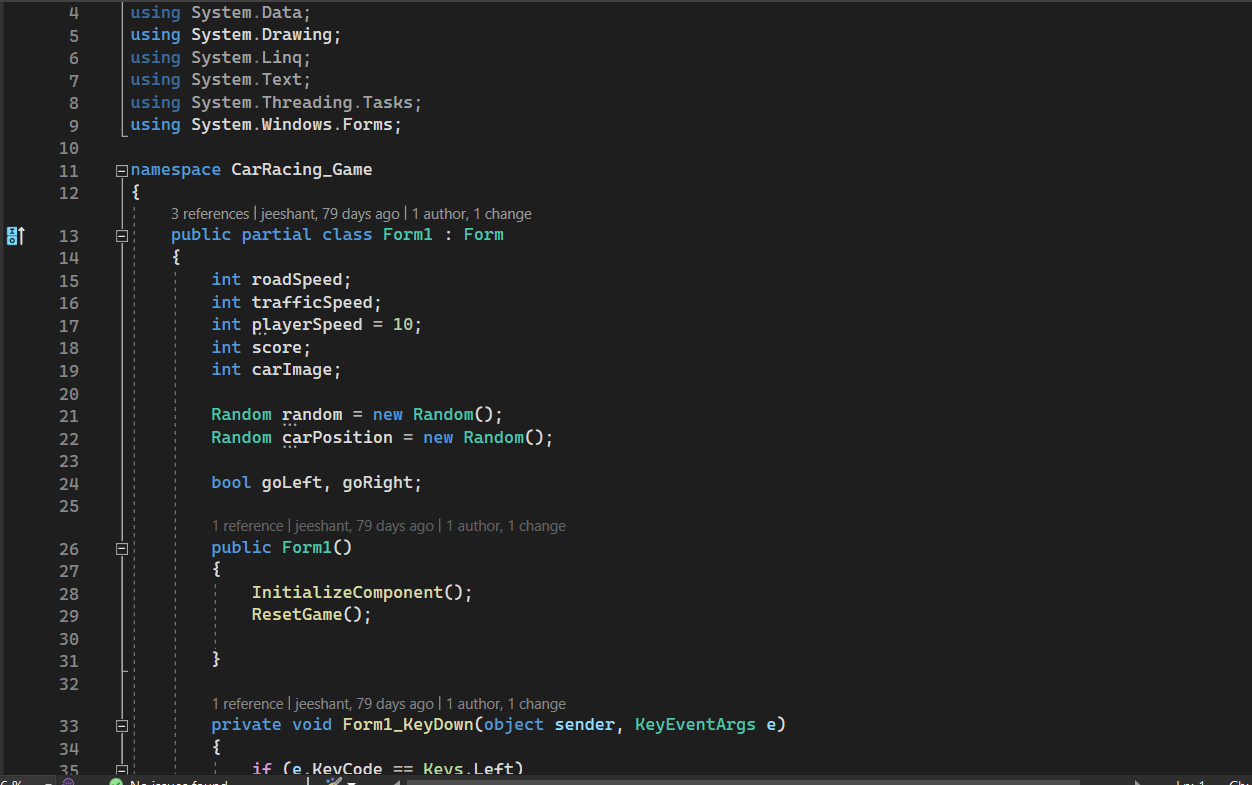 4 using System.Data;
5 using System.Drawing;
6 using System.Linq;
7 using System.Text;
8 using System.Threading.Tasks;
9 using System.Windows.Forms;
10
11 namespace CarRacing_Game
12 {
3 references | jeeshant, 79 days ago | 1 author, 1 change
13 public partial class Form1 : Form
14 {
15 int roadSpeed;
16 int trafficSpeed;
17 int playerSpeed = 10;
18 int score;
19 int carImage;
20
21 Random random = new Random();
22 Random carPosition = new Random();
23
24 bool goLeft, goRight;
25
1 reference | jeeshant, 79 days ago | 1 author, 1 change
26 public Form1()
27 {
28 InitializeComponent();
29 ResetGame();
30
31 }
32
1 reference | jeeshant, 79 days ago | 1 author, 1 change
33 private void Form1_KeyDown(object sender, KeyEventArgs e)
34 {
35 if (e.KeyCode == Keys.Left)
No issues found